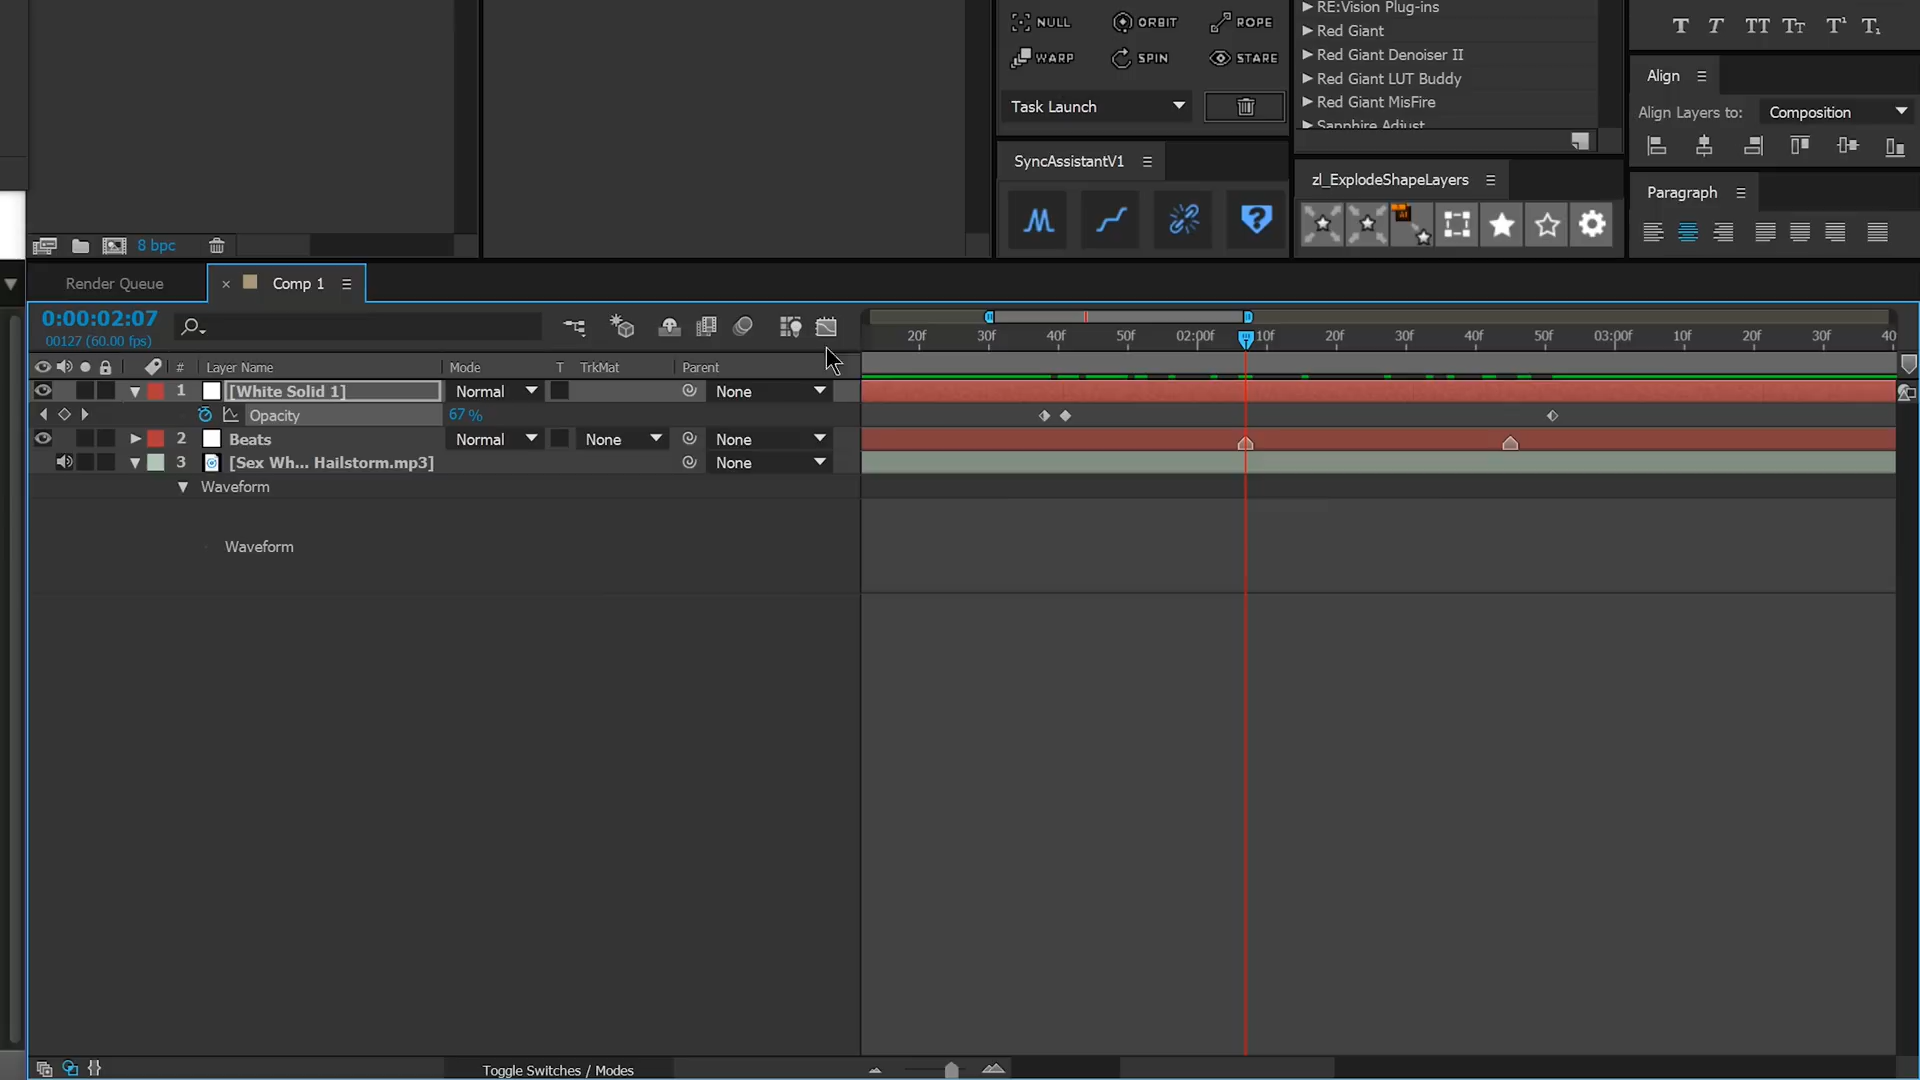 RE:Vision Plug-ins
NULL ORBIT ROPE
Red Giant
WARP SPIN STARE
Red Giant Denoiser II
Red Giant LUT Buddy
Align
Task Launch
Red Giant MisFire
Align Layers to: Composition
Sapphire Adjust
SyncAssistantV1
zl_ExplodeShapeLayers
Paragraph
8 bpc
Render Queue
Comp 1
0:00:02:07
00127 (60.00 fps)
20f 30f 40f 50f 02:00f 10f 20f 30f 40f 50f 03:00f 10f 20f 30f 40
# Layer Name Mode T TrkMat Parent
1 [White Solid 1] Normal None
Opacity 67 %
2 Beats Normal None None
3 [Sex Wh... Hailstorm.mp3] None
Waveform
Waveform
Toggle Switches / Modes